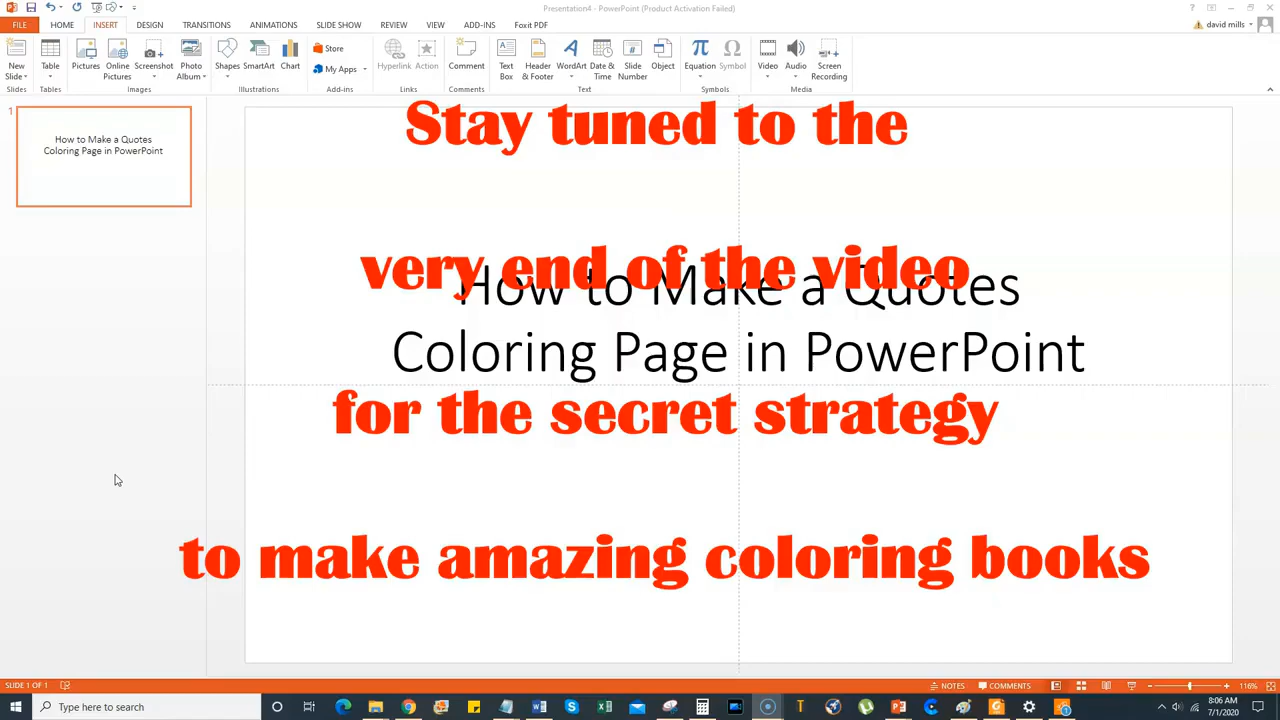 Presentation4 - PowerPoint (Product Activation Failed)
david mills
FILE HOME INSERT DESIGN TRANSITIONS ANIMATIONS SLIDE SHOW REVIEW VIEW ADD-INS Foxit PDF
New Slide
Table
Pictures
Online Pictures
Screenshot
Photo Album
Shapes
SmartArt
Chart
Store
My Apps
Hyperlink
Action
Comment
Text Box
Header & Footer
WordArt
Date & Time
Slide Number
Object
Equation
Symbol
Video
Audio
Screen Recording
Slides Tables Images Illustrations Add-ins Links Comments Text Symbols Media
1
How to Make a Quotes
Coloring Page in PowerPoint
Stay tuned to the
very end of the video
How to Make a Quotes
Coloring Page in PowerPoint
for the secret strategy
to make amazing coloring books
SLIDE 1 OF 1
NOTES COMMENTS 116%
Type here to search
8:06 AM
7/1/2020